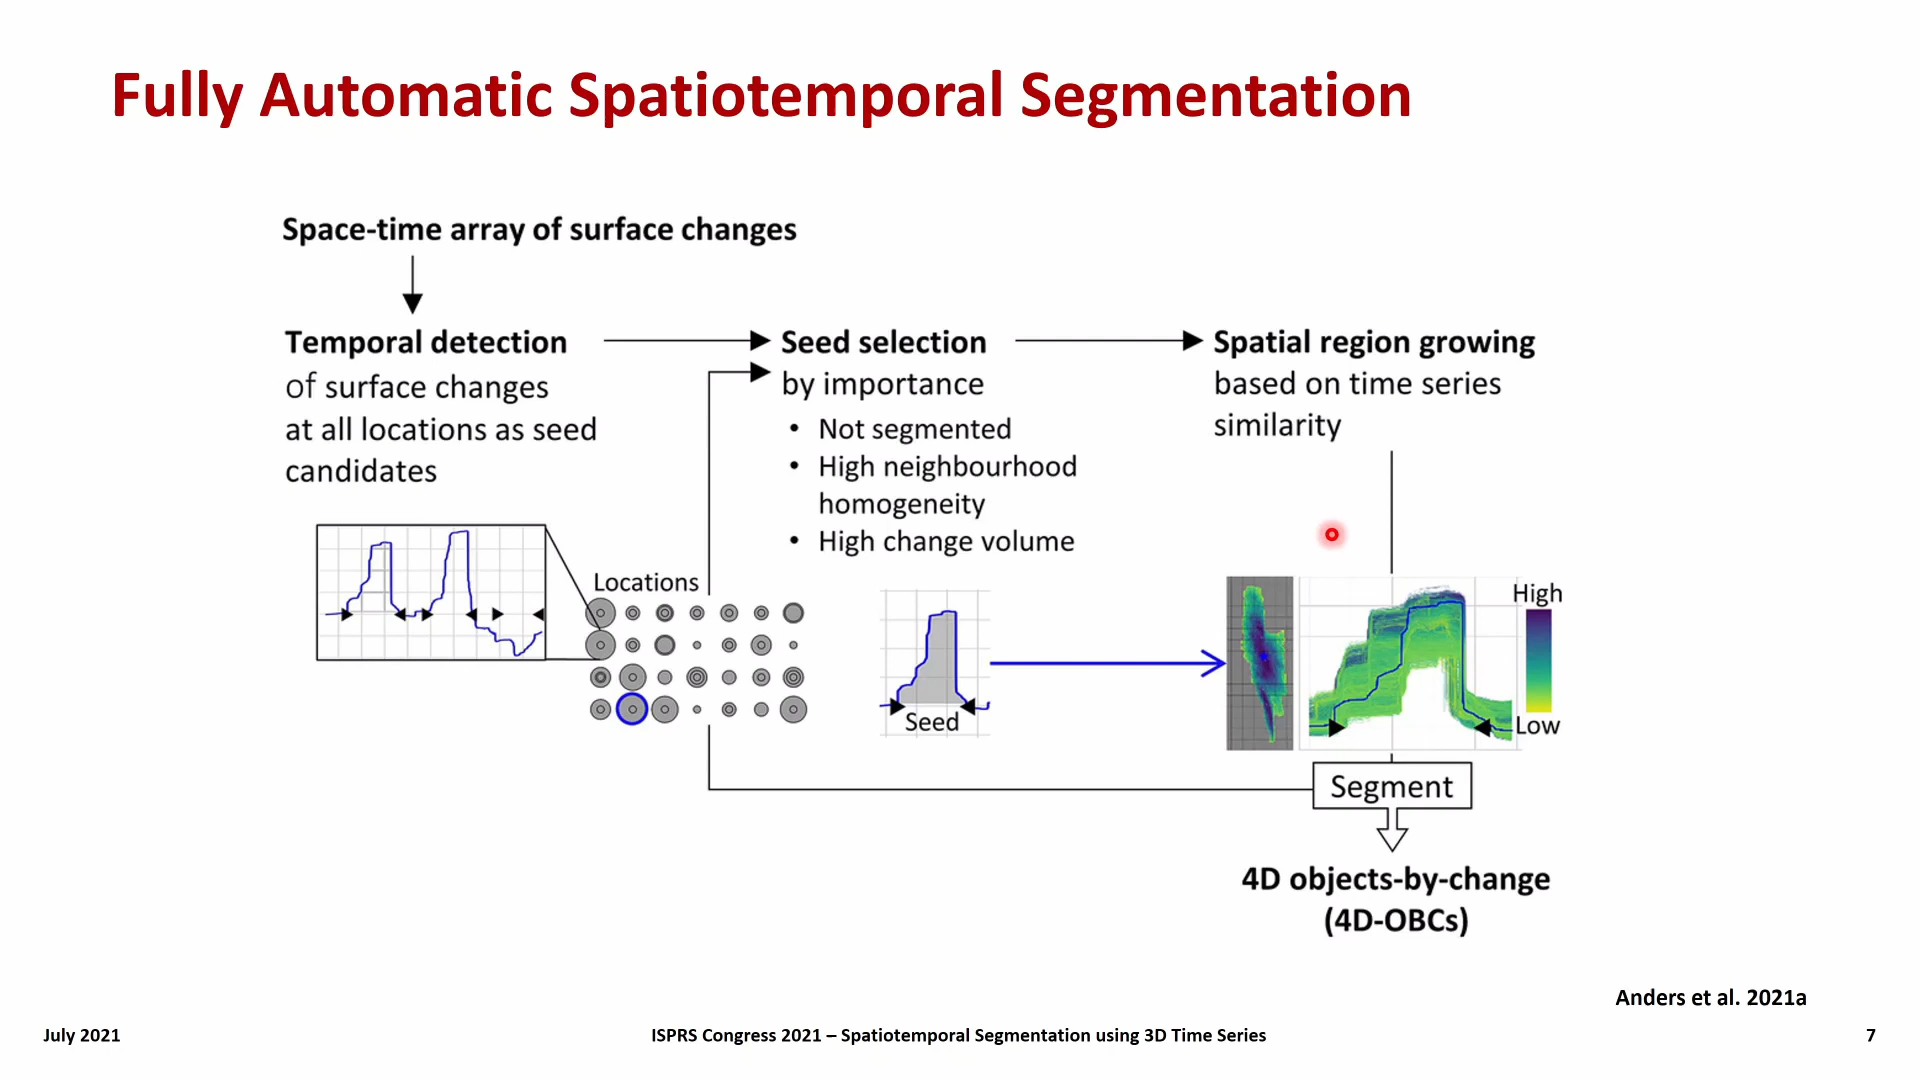 Fully Automatic Spatiotemporal Segmentation
Space-time array of surface changes
Temporal detection
of surface changes
at all locations as seed
candidates
Seed selection
by importance
• Not segmented
• High neighbourhood
homogeneity
• High change volume
Spatial region growing
based on time series
similarity
Locations
Seed
High
Low
Segment
4D objects-by-change
(4D-OBCs)
Anders et al. 2021a
July 2021
ISPRS Congress 2021 – Spatiotemporal Segmentation using 3D Time Series
7